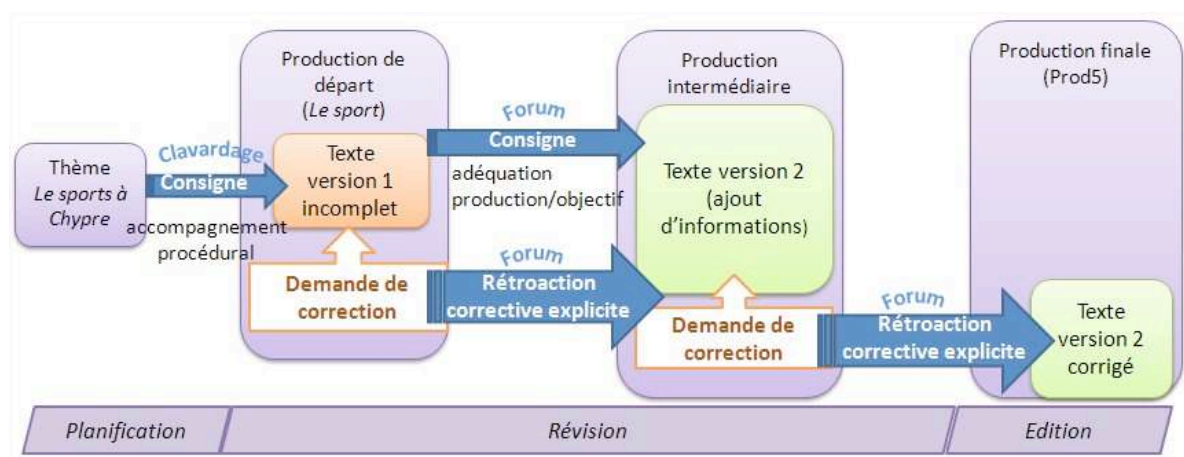 Thème
Le sports à
Chypre
Clavardage
Consigne
accompagnement
procédural
Production de
départ
(Le sport)
Texte
version 1
incomplet
Demande de
correction
Forum
Consigne
adéquation
production/objectif
Forum
Rétroaction
corrective explicite
Production
intermédiaire
Texte version 2
(ajout
d'informations)
Demande de
correction
Forum
Rétroaction
corrective explicite
Production finale
(Prod5)
Texte
version 2
corrigé
Planification
Révision
Edition